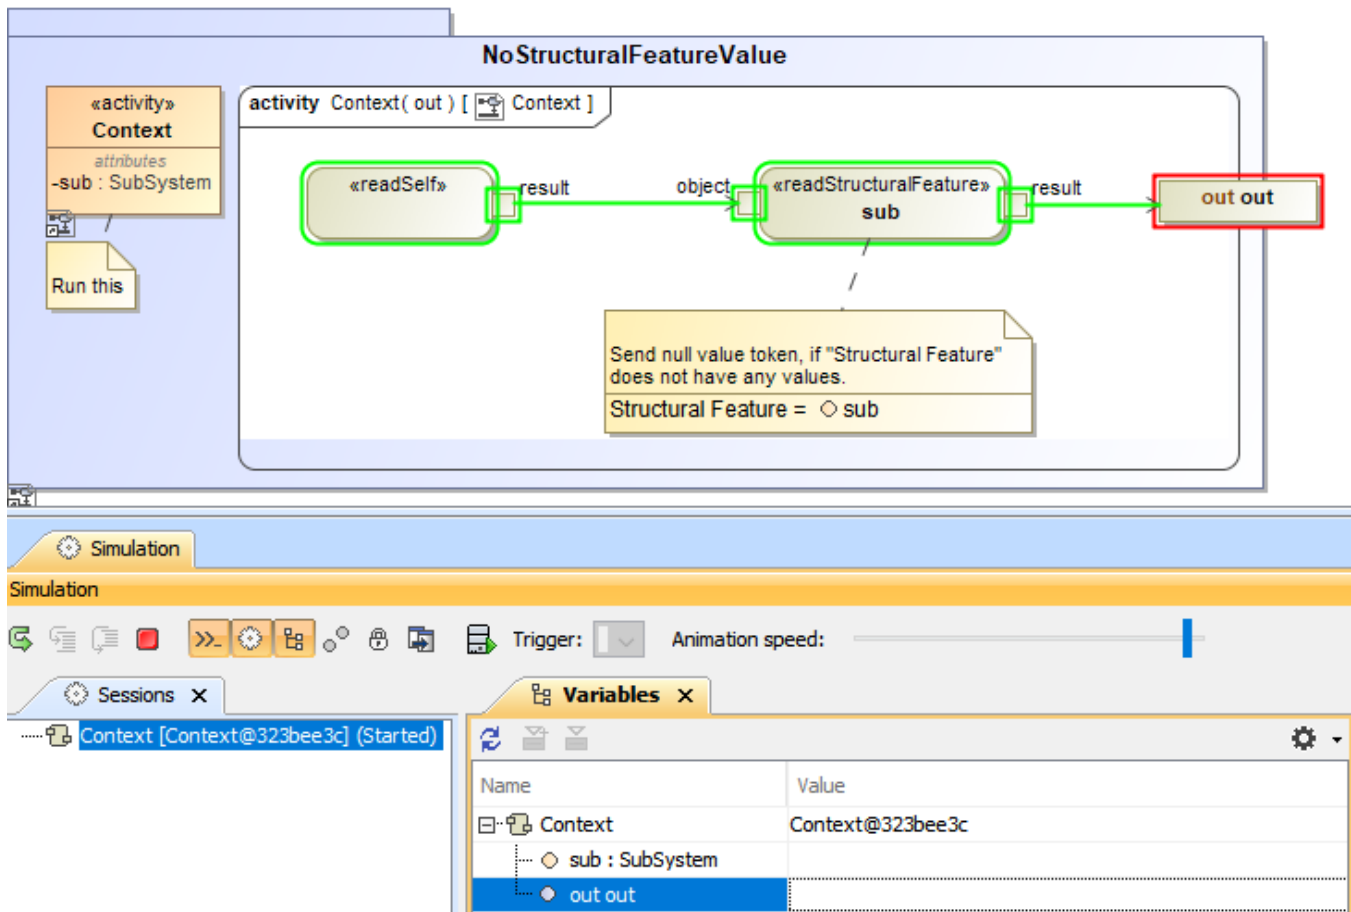 NoStructuralFeatureValue
«activity»
Context
attributes
-sub : SubSystem
Run this
activity Context( out ) [ Context ]
«readSelf»
result
object
«readStructuralFeature»
sub
result
out out
Send null value token, if "Structural Feature"
does not have any values.
Structural Feature = sub
Simulation
Simulation
Trigger:
Animation speed:
Sessions
Context [Context@323bee3c] (Started)
Variables
Name Value
Context Context@323bee3c
sub : SubSystem
out out